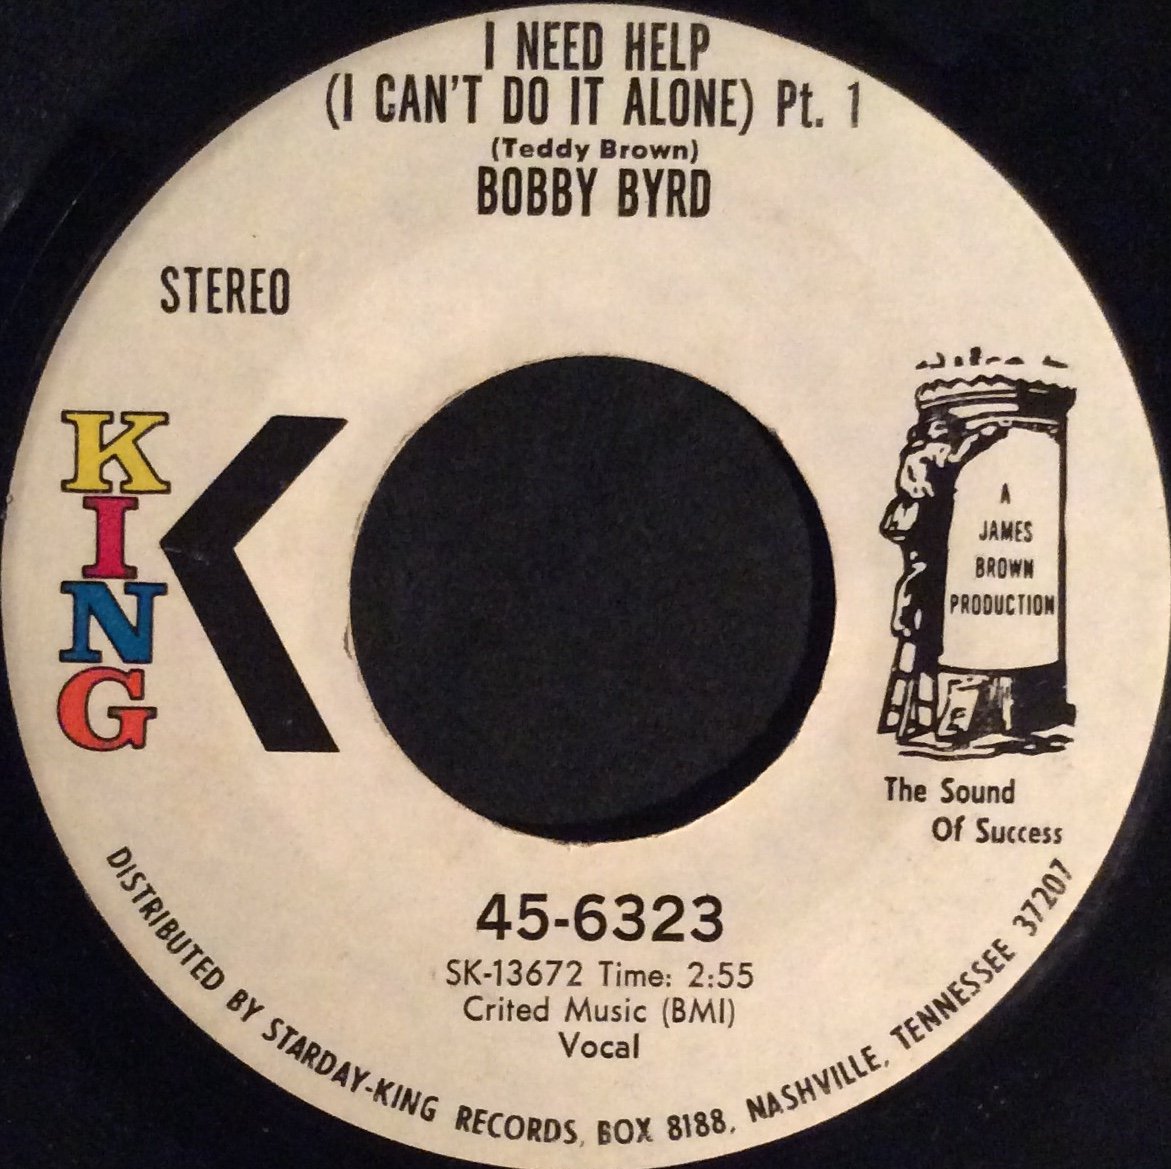 I NEED HELP
(I CAN'T DO IT ALONE) Pt. 1
(Teddy Brown)
BOBBY BYRD
STEREO
KING
K
A
JAMES
BROWN
PRODUCTION
The Sound
Of Success
45-6323
SK-13672 Time: 2:55
Crited Music (BMI)
Vocal
DISTRIBUTED BY STARDAY-KING RECORDS, BOX 8188, NASHVILLE, TENNESSEE 37207